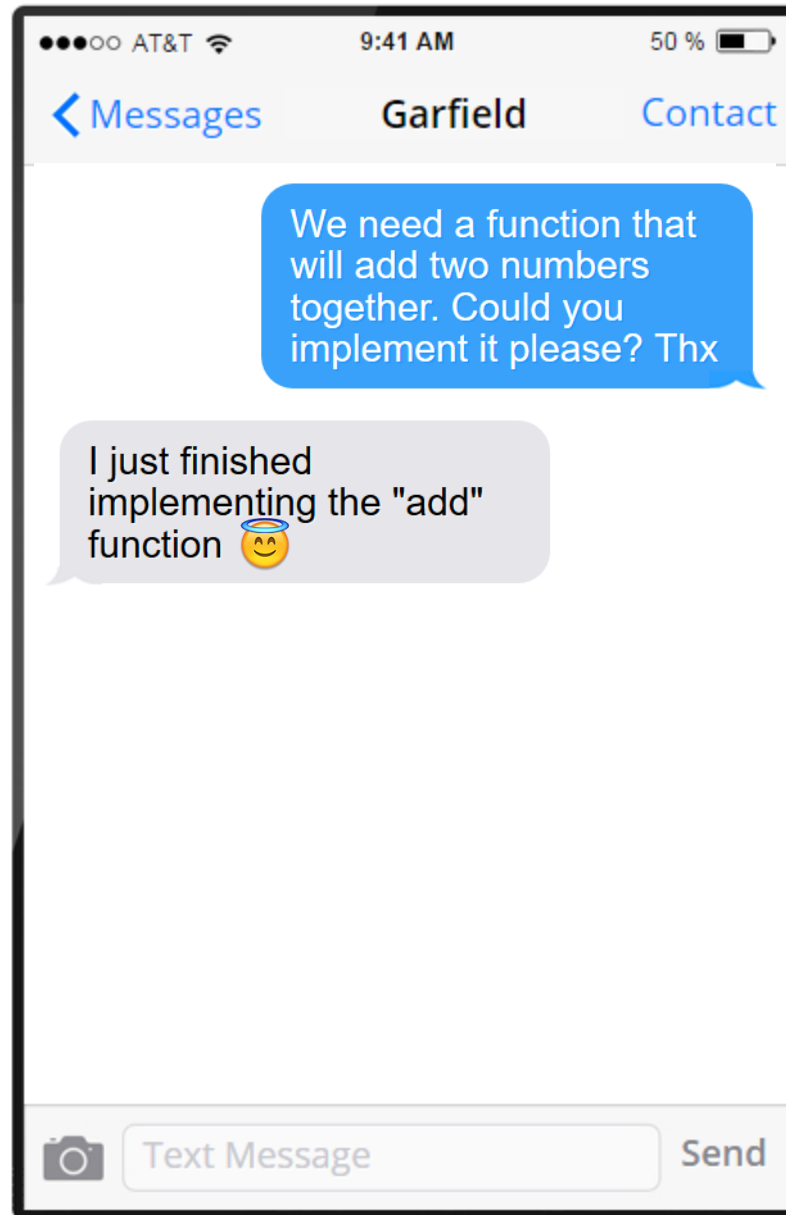 AT&T 9:41 AM 50 %
Messages Garfield Contact
We need a function that
will add two numbers
together. Could you
implement it please? Thx
I just finished
implementing the "add"
function 😇
Text Message Send